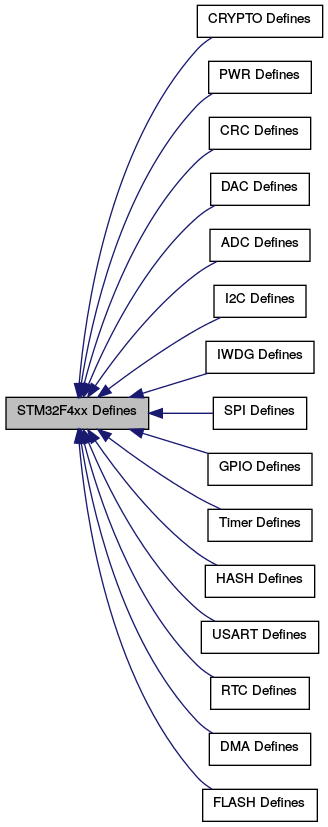 CRYPTO Defines
PWR Defines
CRC Defines
DAC Defines
ADC Defines
I2C Defines
IWDG Defines
STM32F4xx Defines
SPI Defines
GPIO Defines
Timer Defines
HASH Defines
USART Defines
RTC Defines
DMA Defines
FLASH Defines